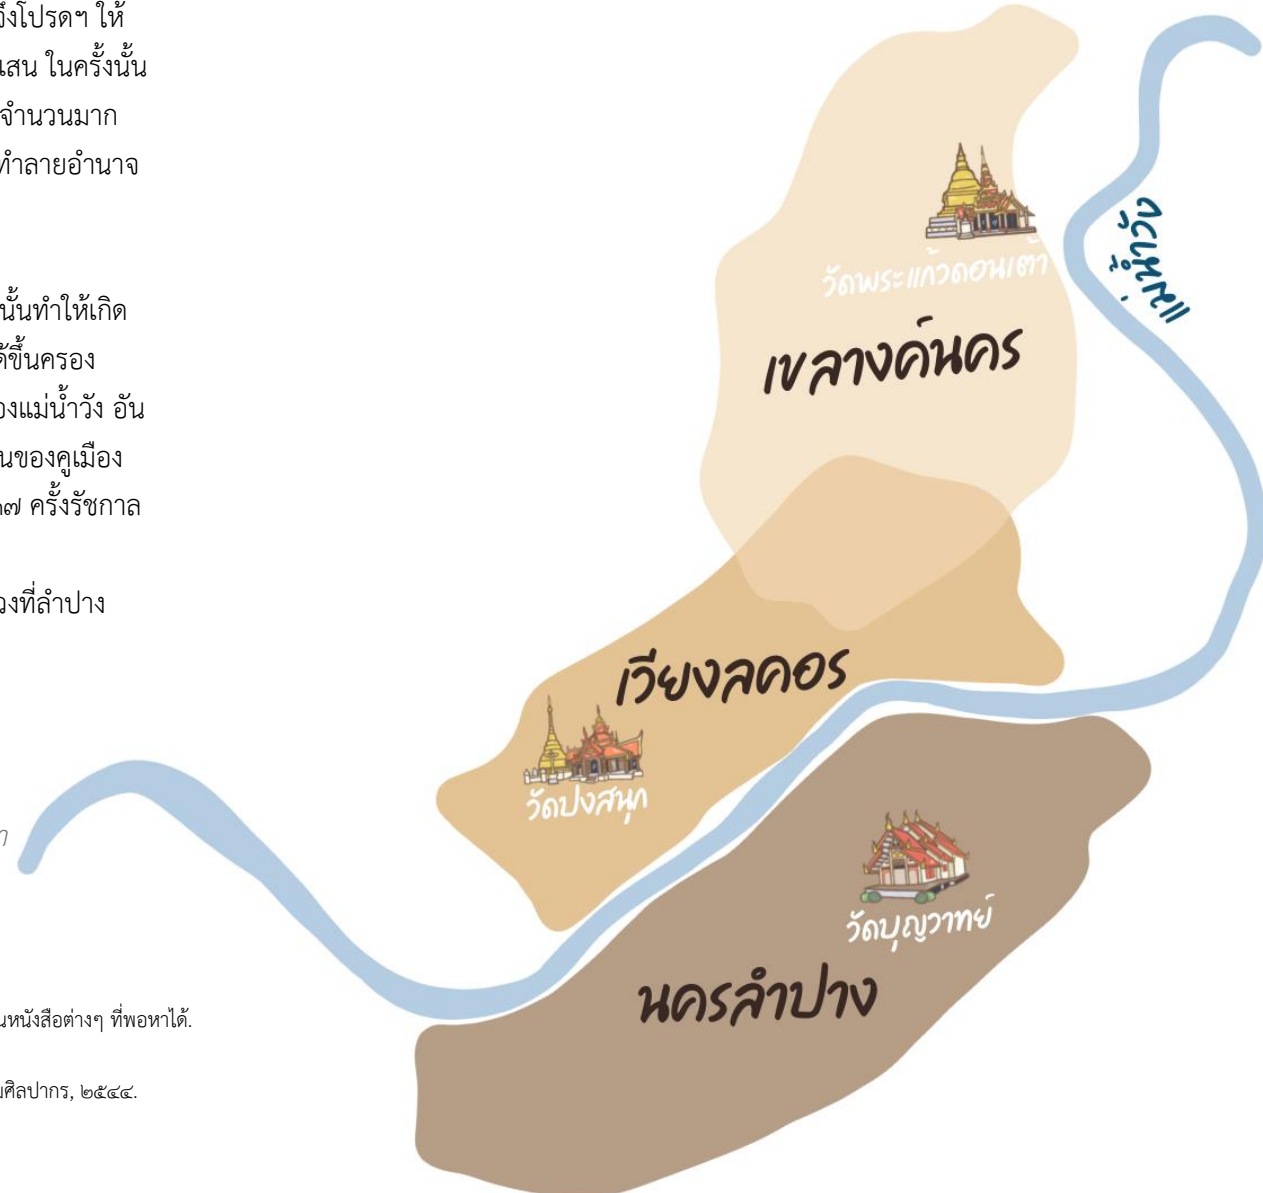 จึงโปรดฯ ให้
แสน ในครั้งนั้น
จำนวนมาก
ทำลายอำนาจ
นั้นทำให้เกิด
ด้ขึ้นครอง
องแม่น้ำวัง อัน
นของคูเมือง
๓๗ ครั้งรัชกาล
วงที่ลำปาง
า
นหนังสือต่างๆ ที่พอหาได้.
มศิลปากร, ๒๕๔๔.
แม่น้ำวัง
วัดพระแก้วดอนเต้า
เขลางค์นคร
เวียงลคอร
วัดปงสนุก
วัดบุญวาทย์
นครลำปาง